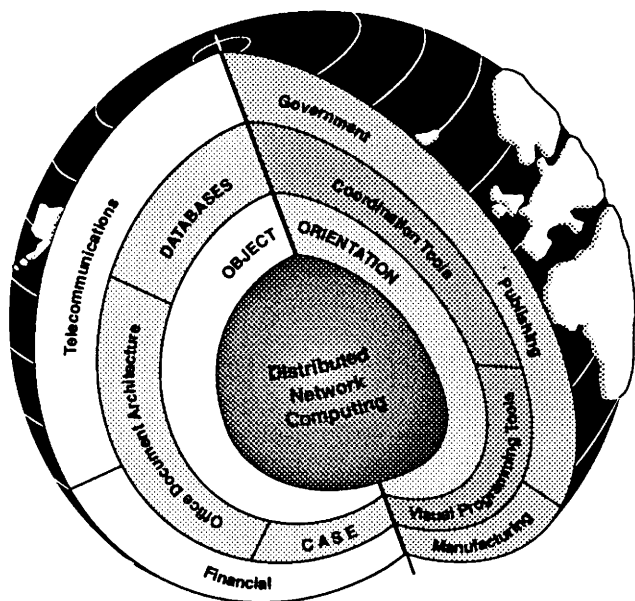 Government
Coordination Tools
Telecommunications
DATABASES
OBJECT
ORIENTATION
Publishing
Distributed
Network
Computing
Office Document Architecture
Visual Programming Tools
CASE
Manufacturing
Financial